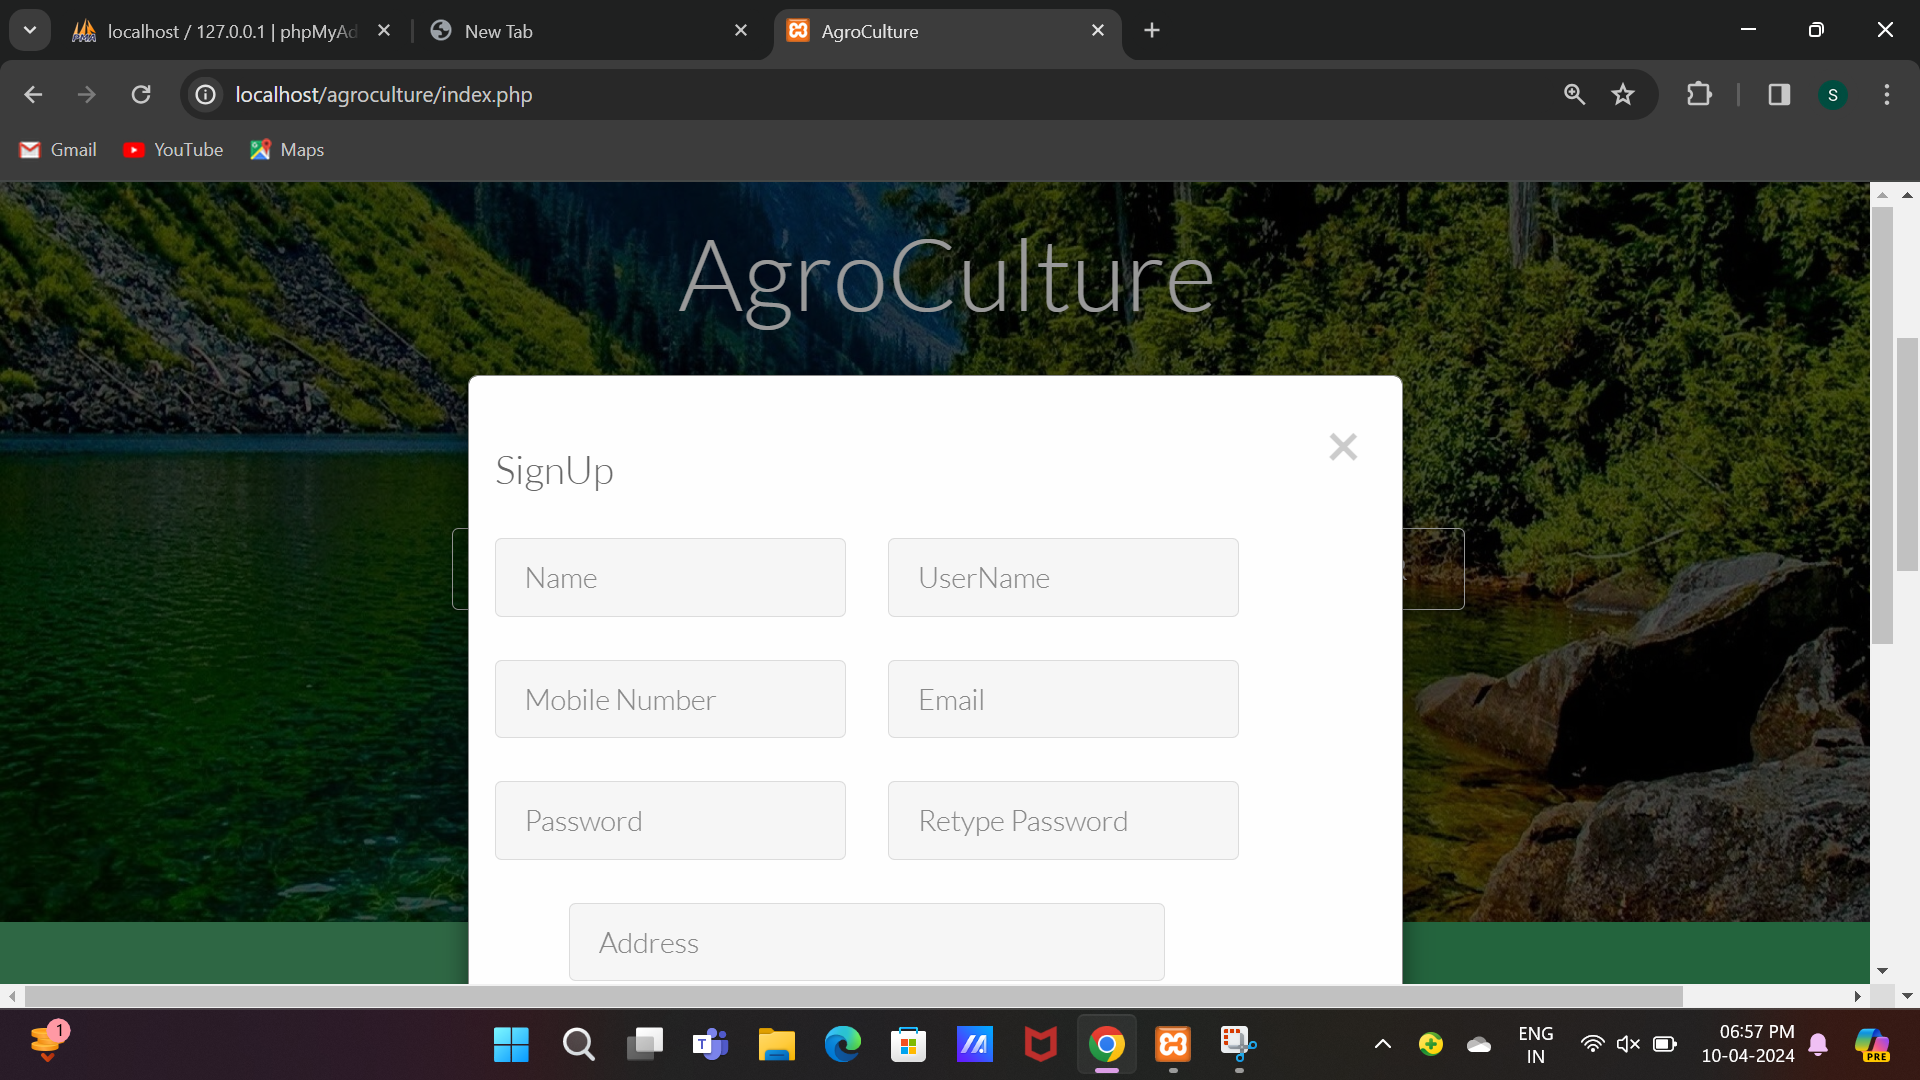 localhost / 127.0.0.1 | phpMyAd
New Tab
AgroCulture
localhost/agroculture/index.php
S
Gmail
YouTube
Maps
AgroCulture
×
SignUp
Name
UserName
Mobile Number
Email
Password
Retype Password
Address
1
T
ENG
IN
06:57 PM
10-04-2024
PRE